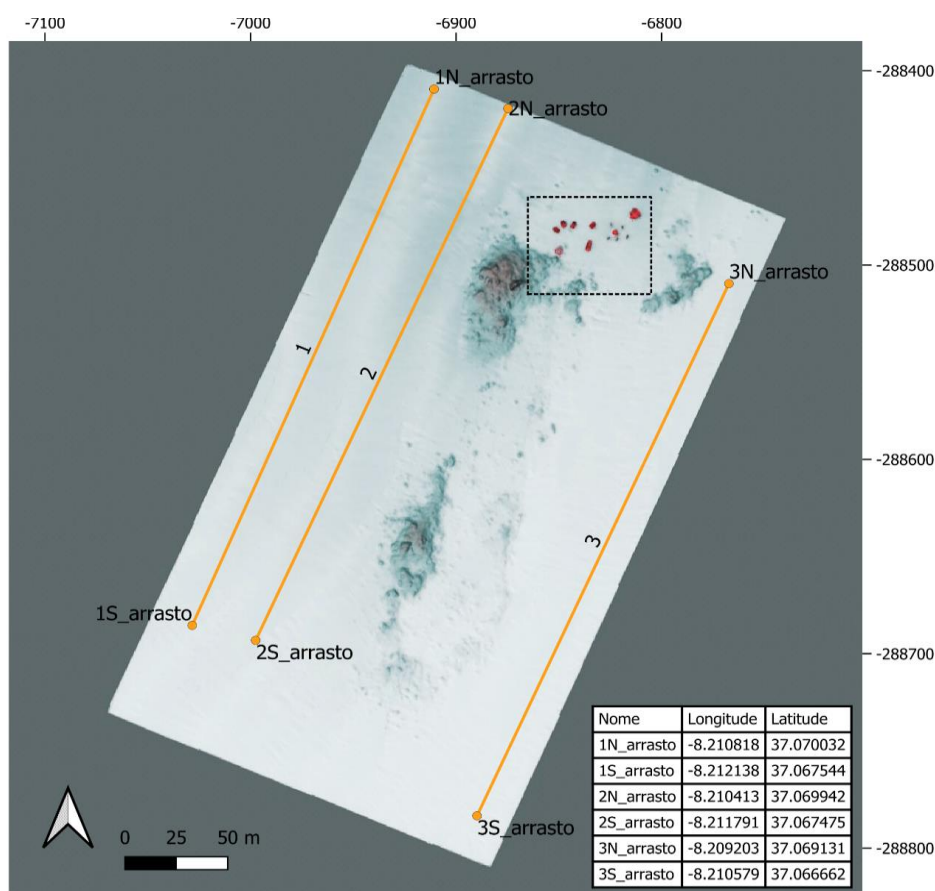 -7100 -7000 -6900 -6800
-288400
1N_arrasto
2N_arrasto
-288500
3N_arrasto
1
2
-288600
3
1S_arrasto
2S_arrasto
-288700
Nome Longitude Latitude
1N_arrasto -8.210818 37.070032
1S_arrasto -8.212138 37.067544
2N_arrasto -8.210413 37.069942
2S_arrasto -8.211791 37.067475
3N_arrasto -8.209203 37.069131
3S_arrasto -8.210579 37.066662
3S_arrasto
0 25 50 m
-288800